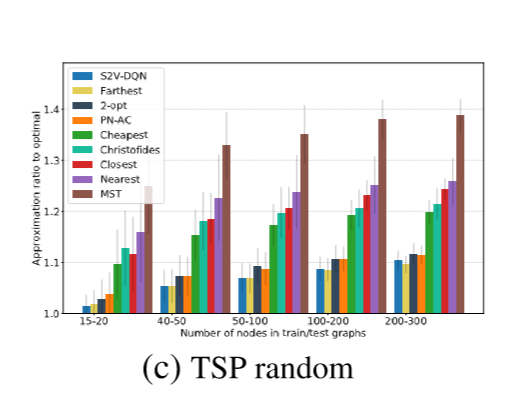 S2V-DQN
Farthest
2-opt
PN-AC
Cheapest
Christofides
Closest
Nearest
MST
Approximation ratio to optimal
1.4
1.3
1.2
1.1
1.0
15-20 40-50 50-100 100-200 200-300
Number of nodes in train/test graphs
(c) TSP random